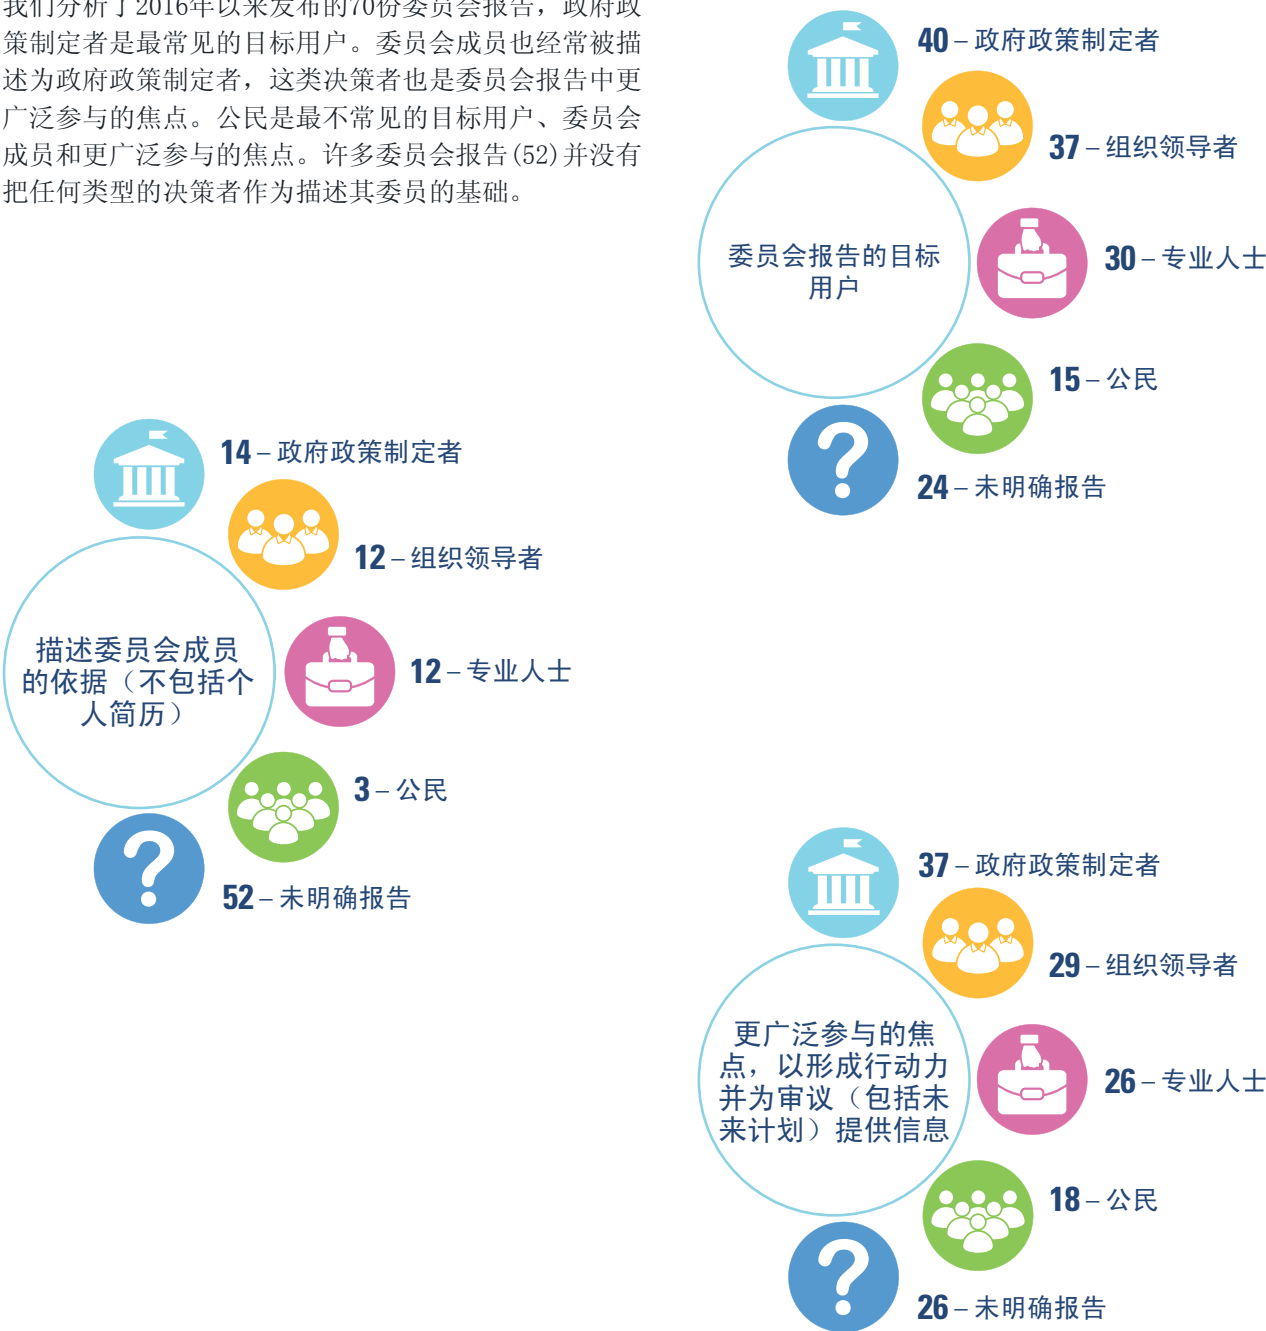 我们分析了2016年以来发布的70份委员会报告，政府政
策制定者是最常见的目标用户。委员会成员也经常被描
述为政府政策制定者，这类决策者也是委员会报告中更
广泛参与的焦点。公民是最不常见的目标用户、委员会
成员和更广泛参与的焦点。许多委员会报告(52)并没有
把任何类型的决策者作为描述其委员的基础。
40 – 政府政策制定者
37 – 组织领导者
委员会报告的目标
用户
30 – 专业人士
15 – 公民
24 – 未明确报告
14 – 政府政策制定者
12 – 组织领导者
描述委员会成员
的依据（不包括个
人简历）
12 – 专业人士
3 – 公民
52 – 未明确报告
37 – 政府政策制定者
29 – 组织领导者
更广泛参与的焦
点，以形成行动力
并为审议（包括未
来计划）提供信息
26 – 专业人士
18 – 公民
26 – 未明确报告